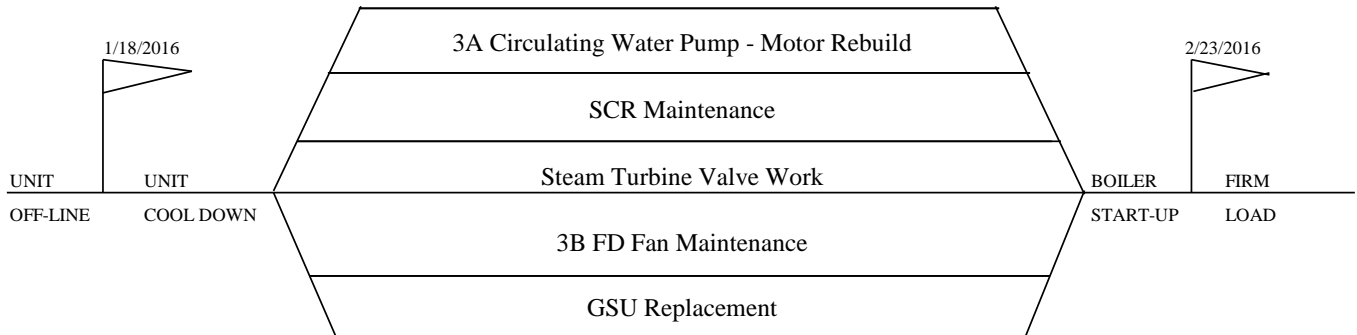 3A Circulating Water Pump - Motor Rebuild
1/18/2016
2/23/2016
SCR Maintenance
UNIT
UNIT
Steam Turbine Valve Work
BOILER
FIRM
OFF-LINE
COOL DOWN
START-UP
LOAD
3B FD Fan Maintenance
GSU Replacement